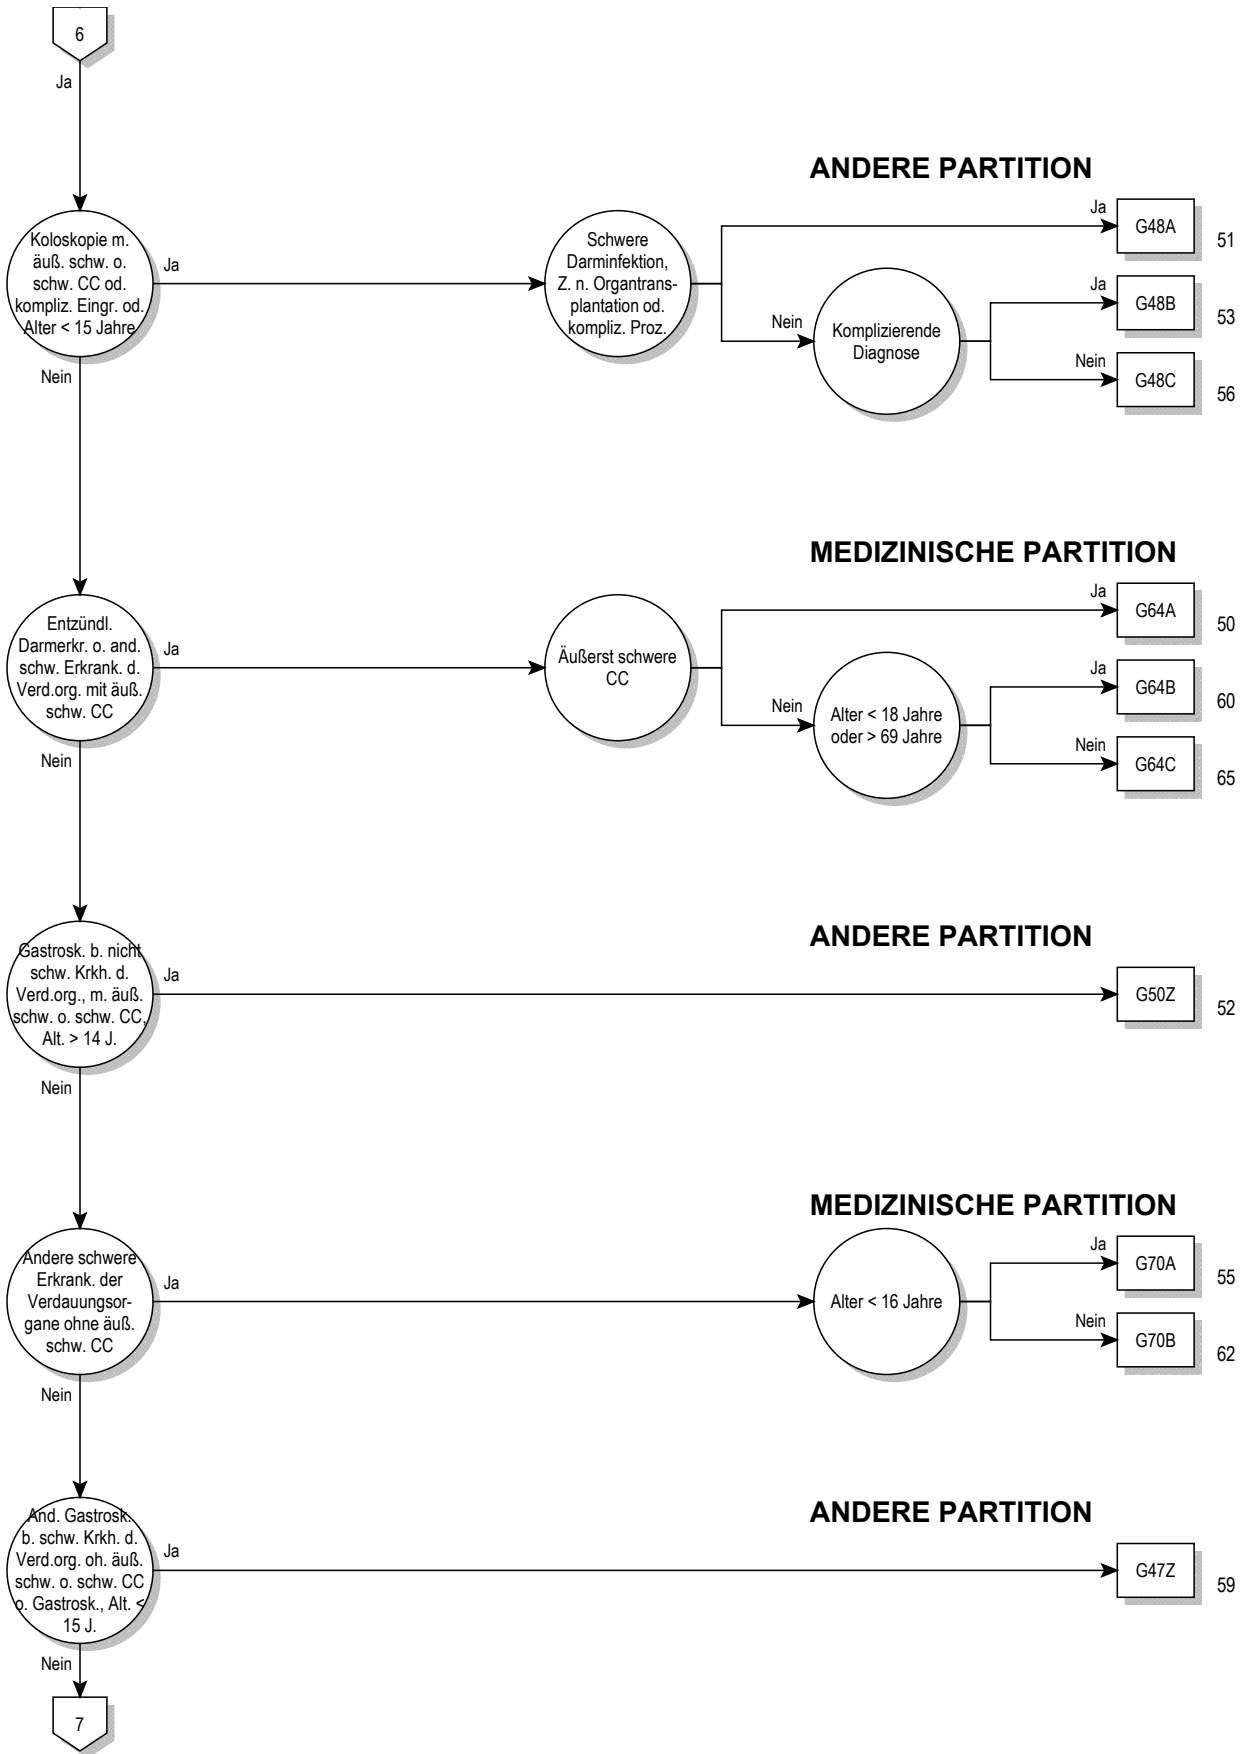 6
Ja
ANDERE PARTITION
Koloskopie m.
äuß. schw. o.
schw. CC od.
kompliz. Eingr. od.
Alter < 15 Jahre
Ja
Schwere
Darminfektion,
Z. n. Organtrans-
plantation od.
kompliz. Proz.
Ja
G48A
51
Nein
Komplizierende
Diagnose
Ja
G48B
53
Nein
G48C
56
Nein
MEDIZINISCHE PARTITION
Entzündl.
Darmerkr. o. and.
schw. Erkrank. d.
Verd.org. mit äuß.
schw. CC
Ja
Äußerst schwere
CC
Ja
G64A
50
Nein
Alter < 18 Jahre
oder > 69 Jahre
Ja
G64B
60
Nein
G64C
65
Nein
ANDERE PARTITION
Gastrosk. b. nicht
schw. Krkh. d.
Verd.org., m. äuß.
schw. o. schw. CC,
Alt. > 14 J.
Ja
G50Z
52
Nein
MEDIZINISCHE PARTITION
Andere schwere
Erkrank. der
Verdauungsor-
gane ohne äuß.
schw. CC
Ja
Alter < 16 Jahre
Ja
G70A
55
Nein
G70B
62
Nein
ANDERE PARTITION
And. Gastrosk.
b. schw. Krkh. d.
Verd.org. oh. äuß.
schw. o. schw. CC
o. Gastrosk., Alt. <
15 J.
Ja
G47Z
59
Nein
7